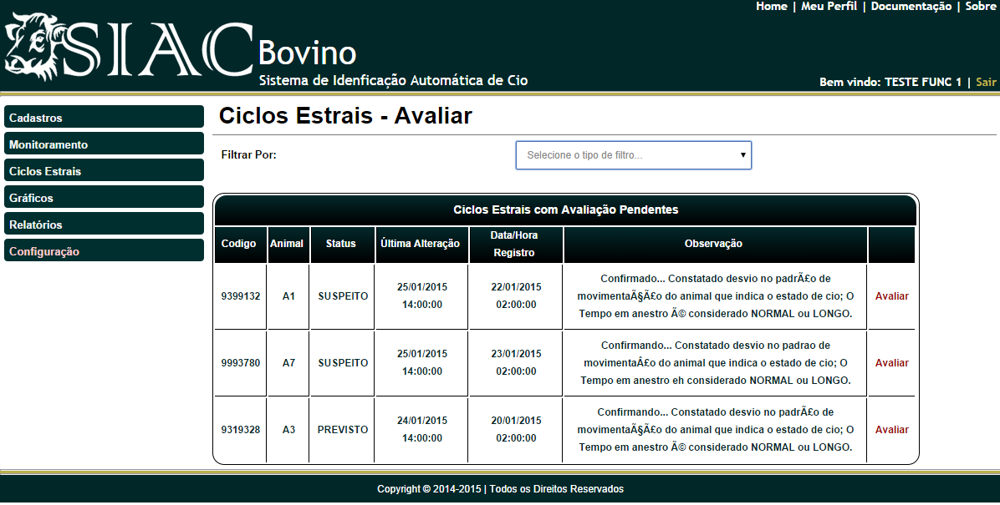 Home | Meu Perfil | Documentação | Sobre
SIAC Bovino
Sistema de Idenficação Automática de Cio
Bem vindo: TESTE FUNC 1 | Sair
Cadastros
Monitoramento
Ciclos Estrais
Gráficos
Relatórios
Configuração
Ciclos Estrais - Avaliar
Filtrar Por:
Selecione o tipo de filtro...
Ciclos Estrais com Avaliação Pendentes
Codigo
Animal
Status
Última Alteração
Data/Hora
Registro
Observação
9399132
A1
SUSPEITO
25/01/2015
14:00:00
22/01/2015
02:00:00
Confirmado... Constatado desvio no padrÃ£o de
movimentaÃ§Ã£o do animal que indica o estado de cio; O
Tempo em anestro Ã© considerado NORMAL ou LONGO.
Avaliar
9993780
A7
SUSPEITO
25/01/2015
14:00:00
23/01/2015
02:00:00
Confirmando... Constatado desvio no padrao de
movimentaÂ£o do animal que indica o estado de cio; O
Tempo em anestro eh considerado NORMAL ou LONGO.
Avaliar
9319328
A3
PREVISTO
24/01/2015
14:00:00
20/01/2015
02:00:00
Confirmando... Constatado desvio no padrÃ£o de
movimentaÃ§Ã£o do animal que indica o estado de cio; O
Tempo em anestro Ã© considerado NORMAL ou LONGO.
Avaliar
Copyright © 2014-2015 | Todos os Direitos Reservados